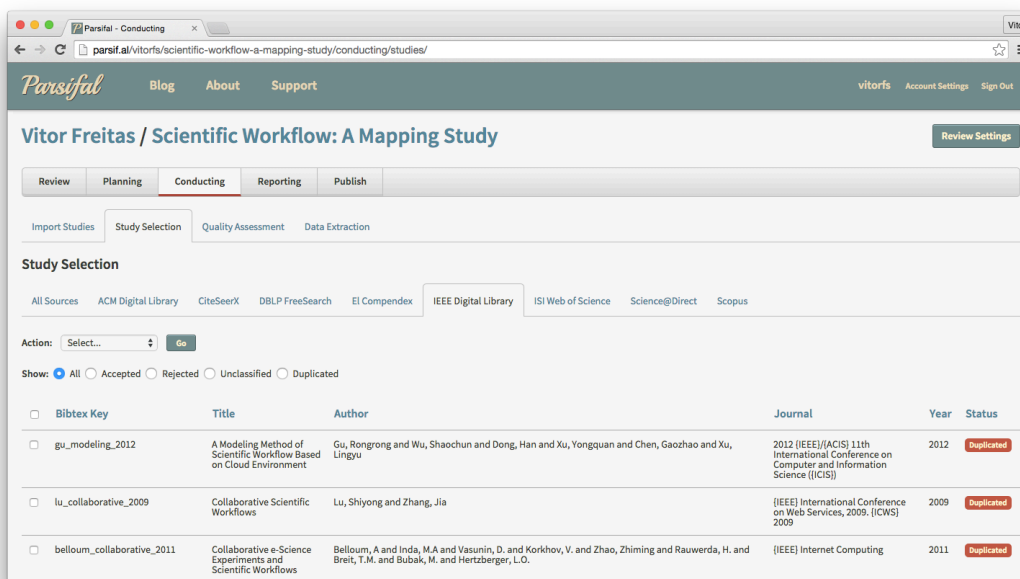 Parsifal - Conducting
Vito
parsif.al/vitorfs/scientific-workflow-a-mapping-study/conducting/studies/
Parsifal Blog About Support vitorfs Account Settings Sign Out
Vitor Freitas / Scientific Workflow: A Mapping Study Review Settings
Review Planning Conducting Reporting Publish
Import Studies Study Selection Quality Assessment Data Extraction
Study Selection
All Sources ACM Digital Library CiteSeerX DBLP FreeSearch El Compendex IEEE Digital Library ISI Web of Science Science@Direct Scopus
Action: Select... Go
Show: All Accepted Rejected Unclassified Duplicated
Bibtex Key Title Author Journal Year Status
gu_modeling_2012 A Modeling Method of Gu, Rongrong and Wu, Shaochun and Dong, Han and Xu, Yongquan and Chen, Gaozhao and Xu, 2012 {IEEE}/{ACIS} 11th 2012 Duplicated
Scientific Workflow Based Lingyu International Conference on
on Cloud Environment Computer and Information
Science ({ICIS})
lu_collaborative_2009 Collaborative Scientific Lu, Shiyong and Zhang, Jia {IEEE} International Conference 2009 Duplicated
Workflows on Web Services, 2009. {ICWS}
2009
belloum_collaborative_2011 Collaborative e-Science Belloum, A and Inda, M.A and Vasunin, D. and Korkhov, V. and Zhao, Zhiming and Rauwerda, H. and {IEEE} Internet Computing 2011 Duplicated
Experiments and Breit, T.M. and Bubak, M. and Hertzberger, L.O.
Scientific Workflows